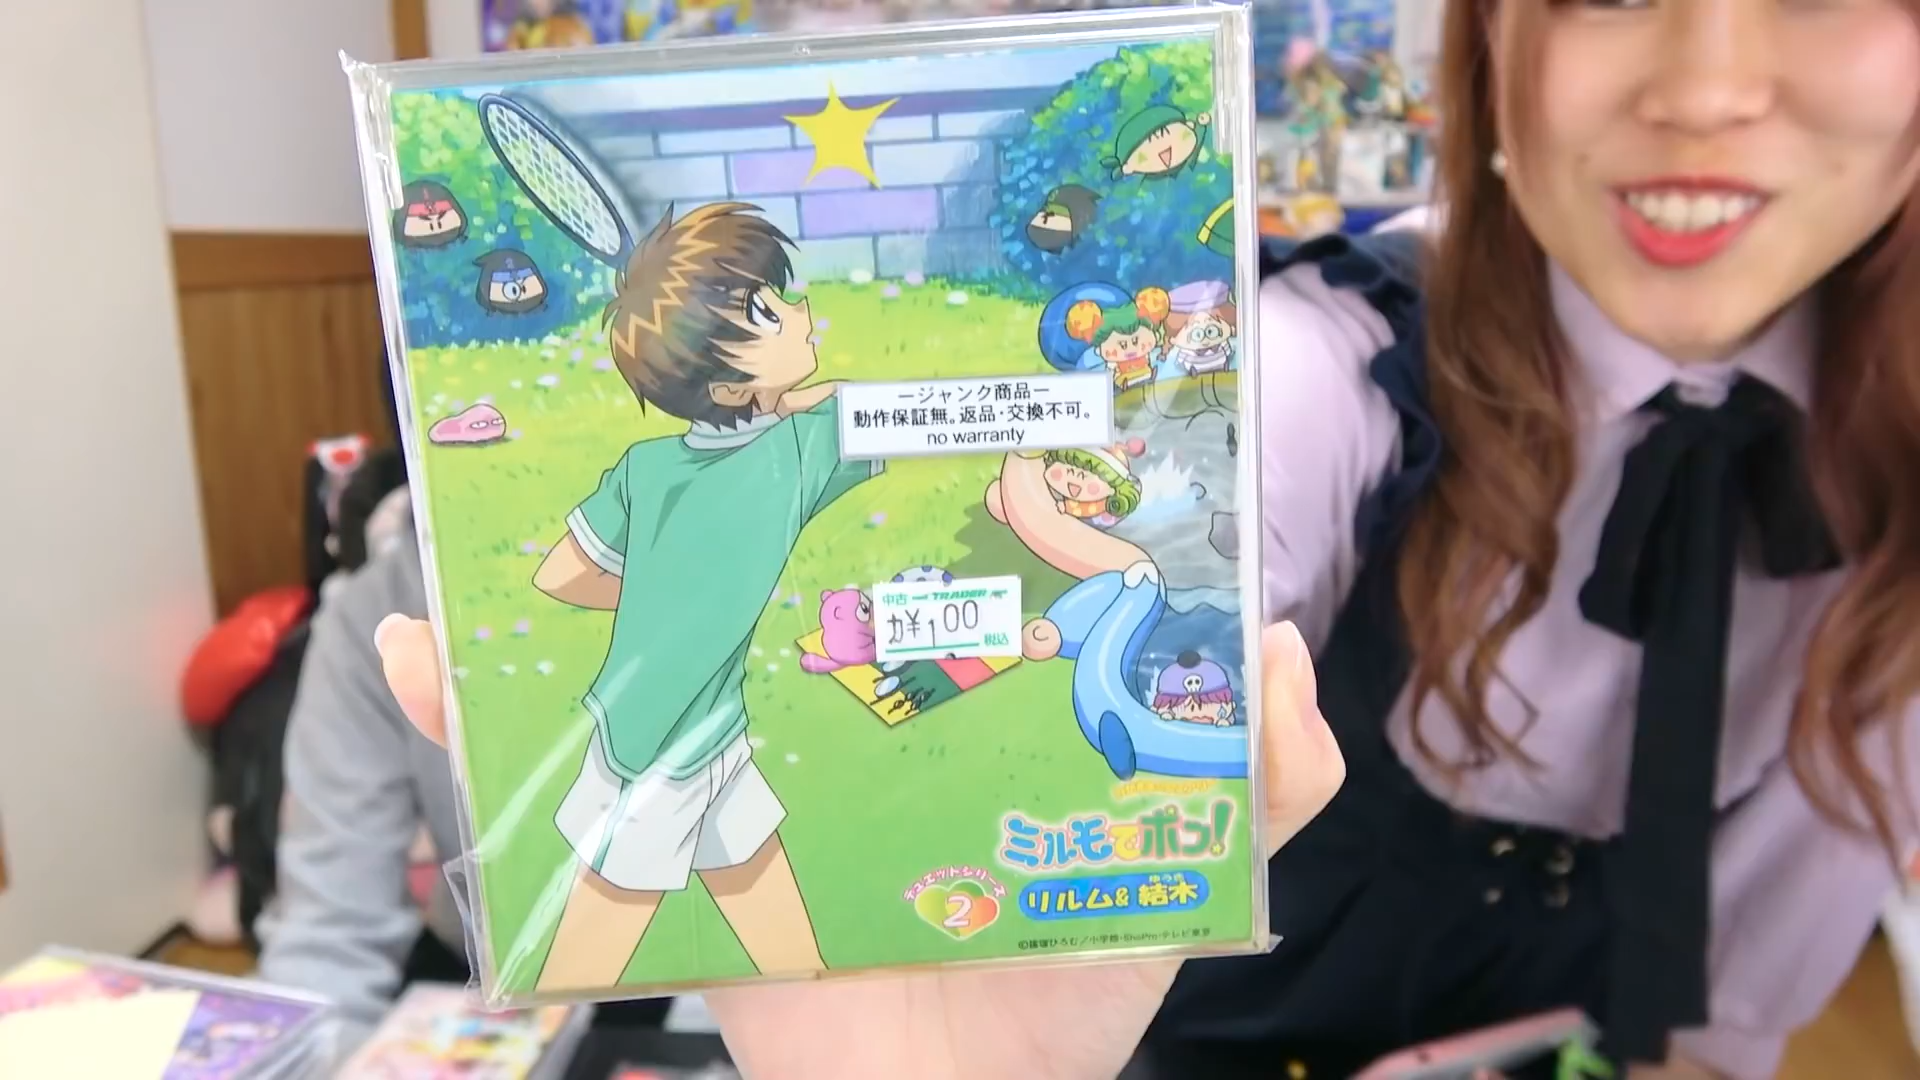 ージャンク商品ー
動作保証無。返品・交換不可。
no warranty
中古 TRADER
カ¥100
税込
ミルモでポン!
デュエットシリーズ
2
ゆうき
リルム&結木
©篠塚ひろむ/小学館・ShoPro・テレビ東京